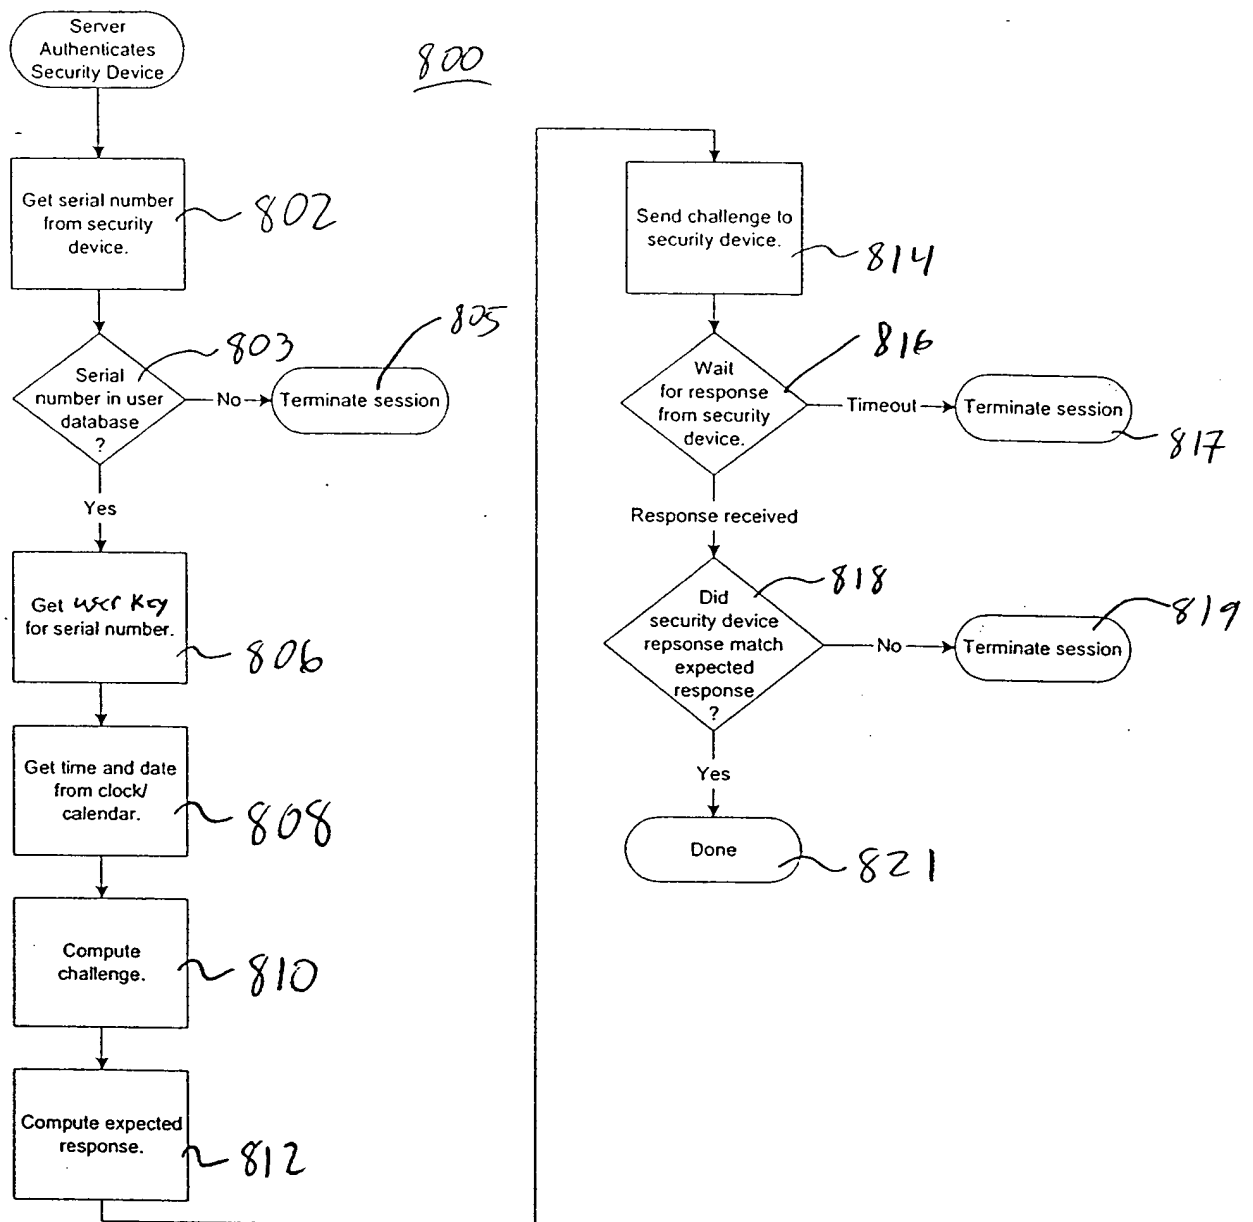 Server
Authenticates
Security Device
800
Get serial number
from security
device.
802
Serial
number in user
database
?
803
No
Terminate session
805
Yes
Get user key
for serial number.
806
Get time and date
from clock/
calendar.
808
Compute
challenge.
810
Compute expected
response.
812
Send challenge to
security device.
814
Wait
for response
from security
device.
816
Timeout
Terminate session
817
Response received
Did
security device
repsonse match
expected
response
?
818
No
Terminate session
819
Yes
Done
821